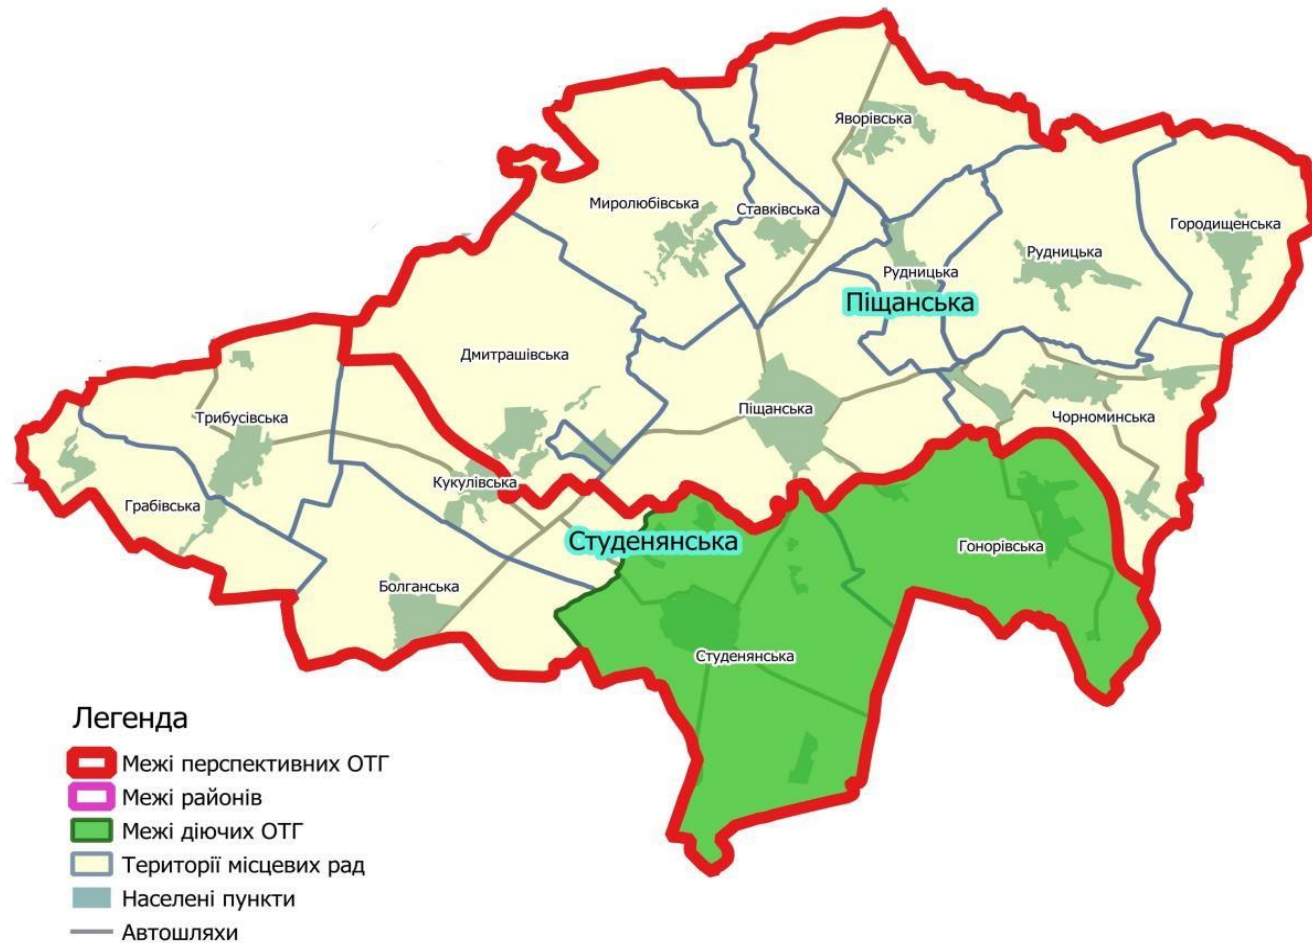 Яворівська
Миролюбівська
Ставківська
Городищенська
Рудницька
Рудницька
Піщанська
Дмитрашівська
Піщанська
Трибусівська
Чорноминська
Кукулівська
Грабівська
Студенянська
Гонорівська
Болганська
Студенянська
Легенда
Межі перспективних ОТГ
Межі районів
Межі діючих ОТГ
Території місцевих рад
Населені пункти
Автошляхи